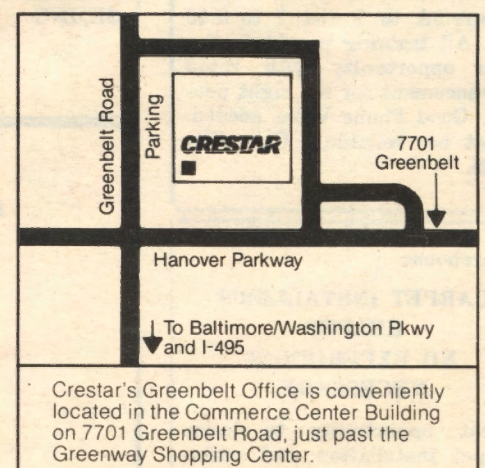 Greenbelt Road
Parking
CRESTAR
7701
Greenbelt
Hanover Parkway
To Baltimore/Washington Pkwy
and I-495
Crestar's Greenbelt Office is conveniently
located in the Commerce Center Building
on 7701 Greenbelt Road, just past the
Greenway Shopping Center.